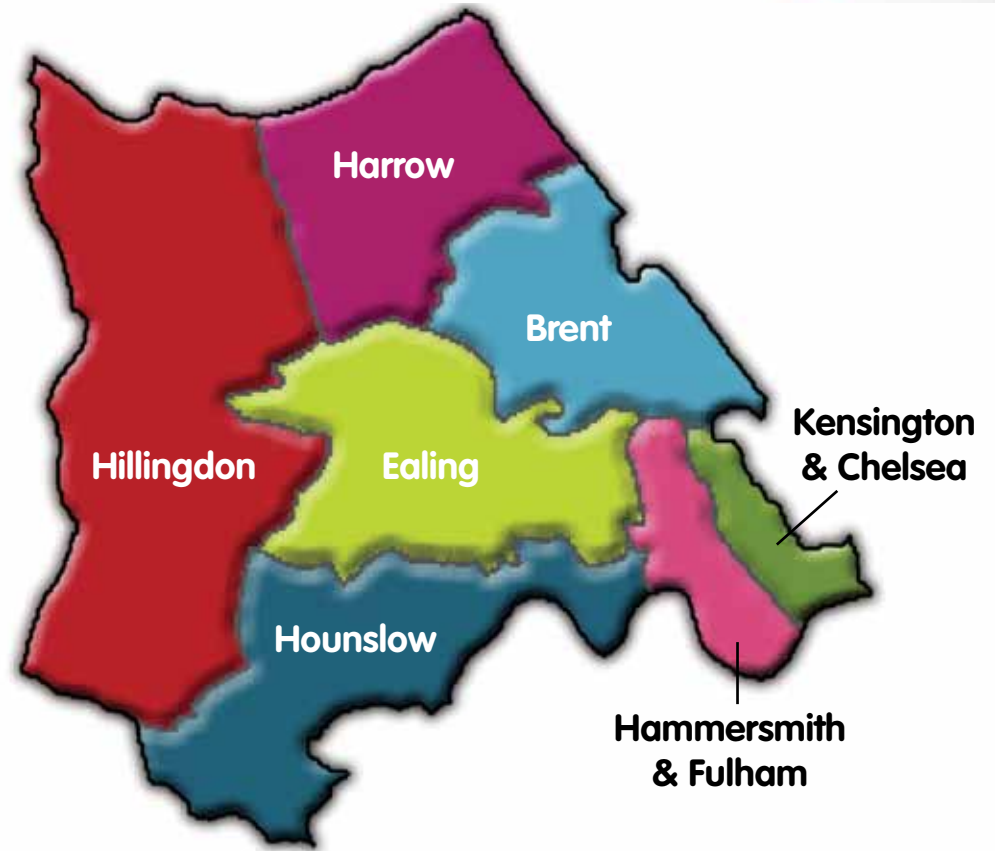 Harrow
Brent
Kensington
& Chelsea
Hillingdon
Ealing
Hounslow
Hammersmith
& Fulham